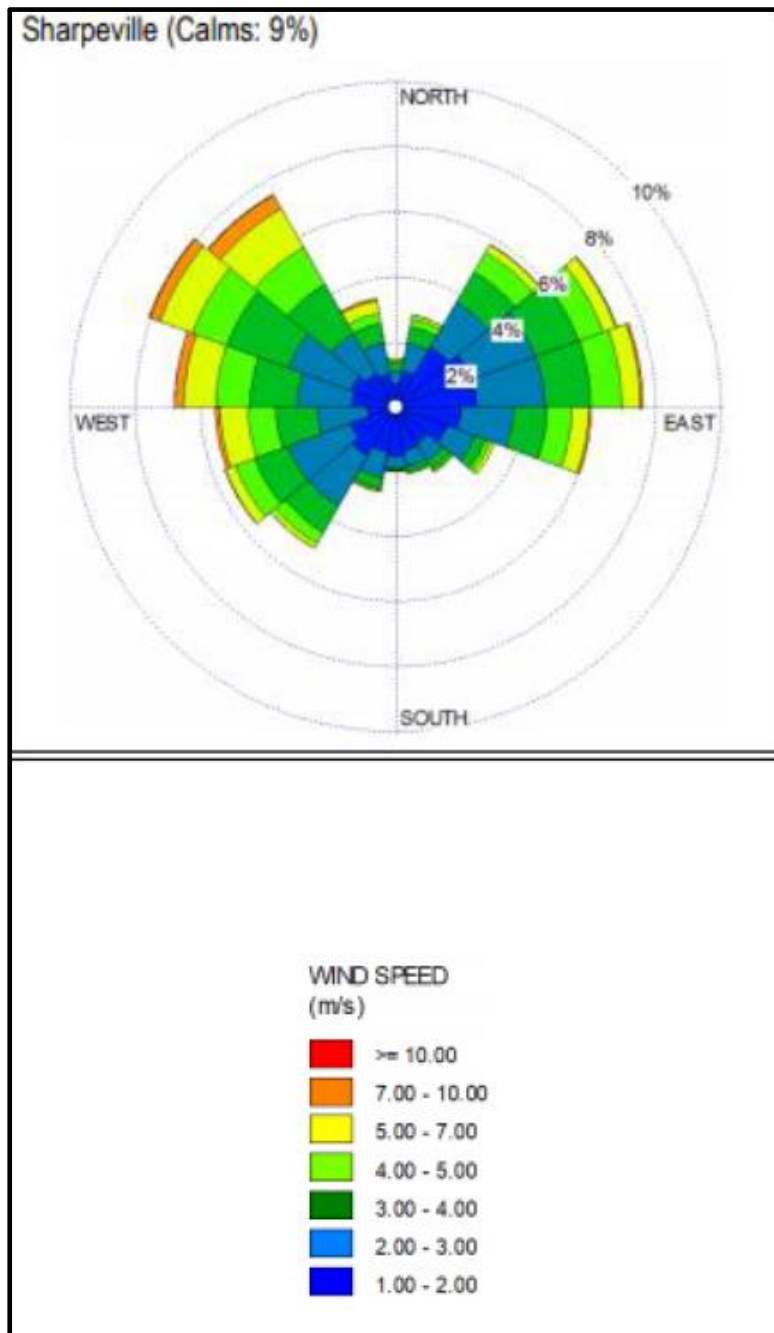 Sharpeville (Calms: 9%)
NORTH
10%
8%
6%
4%
2%
WEST
EAST
SOUTH
WIND SPEED
(m/s)
>= 10.00
7.00 - 10.00
5.00 - 7.00
4.00 - 5.00
3.00 - 4.00
2.00 - 3.00
1.00 - 2.00